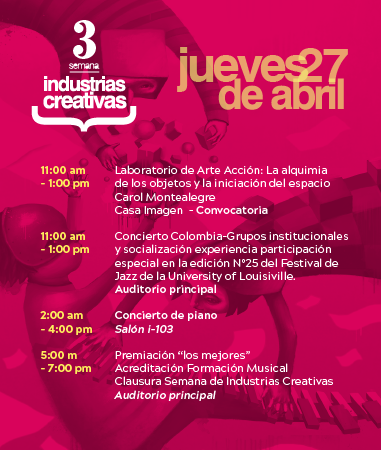 3
semana
industrias
creativas
jueves27
de abril
11:00 am
- 1:00 pm
Laboratorio de Arte Acción: La alquimia
de los objetos y la iniciación del espacio
Carol Montealegre
Casa Imagen - Convocatoria
11:00 am
- 1:00 pm
Concierto Colombia-Grupos institucionales
y socialización experiencia participación
especial en la edición N°25 del Festival de
Jazz de la University of Louisiville.
Auditorio principal
2:00 am
- 4:00 pm
Concierto de piano
Salón i-103
5:00 m
- 7:00 pm
Premiación “los mejores”
Acreditación Formación Musical
Clausura Semana de Industrias Creativas
Auditorio principal